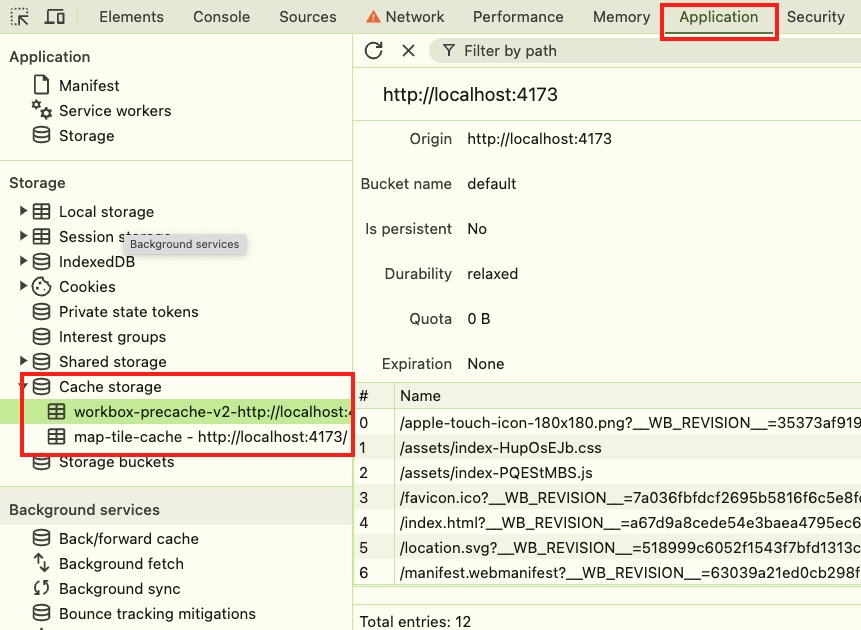 Elements Console Sources Network Performance Memory Application Security
Application
Manifest
Service workers
Storage
Storage
Local storage
Session storage
Background services
IndexedDB
Cookies
Private state tokens
Interest groups
Shared storage
Cache storage
workbox-precache-v2-http://localhost:4
map-tile-cache - http://localhost:4173/
Storage buckets
Background services
Back/forward cache
Background fetch
Background sync
Bounce tracking mitigations
Filter by path
http://localhost:4173
Origin http://localhost:4173
Bucket name default
Is persistent No
Durability relaxed
Quota 0 B
Expiration None
# Name
0 /apple-touch-icon-180x180.png?__WB_REVISION__=35373af919
1 /assets/index-HupOsEJb.css
2 /assets/index-PQEStMBS.js
3 /favicon.ico?__WB_REVISION__=7a036fbfdcf2695b5816f6c5e8f
4 /index.html?__WB_REVISION__=a67d9a8cede54e3baea4795ec6
5 /location.svg?__WB_REVISION__=518999c6052f1543f7bfd1313c
6 /manifest.webmanifest?__WB_REVISION__=63039a21ed0cb298f
Total entries: 12